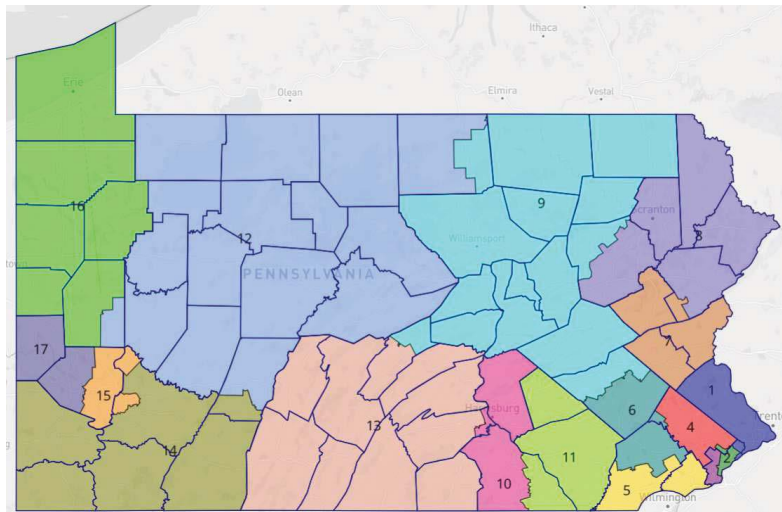 Ithaca
Erie
Olean
Elmira
Vestal
16
9
Scranton
12
Williamsport
8
PENNSYLVANIA
17
7
15
1
Harrisburg
6
Trent
13
4
14
11
2
10
5
Wilmington